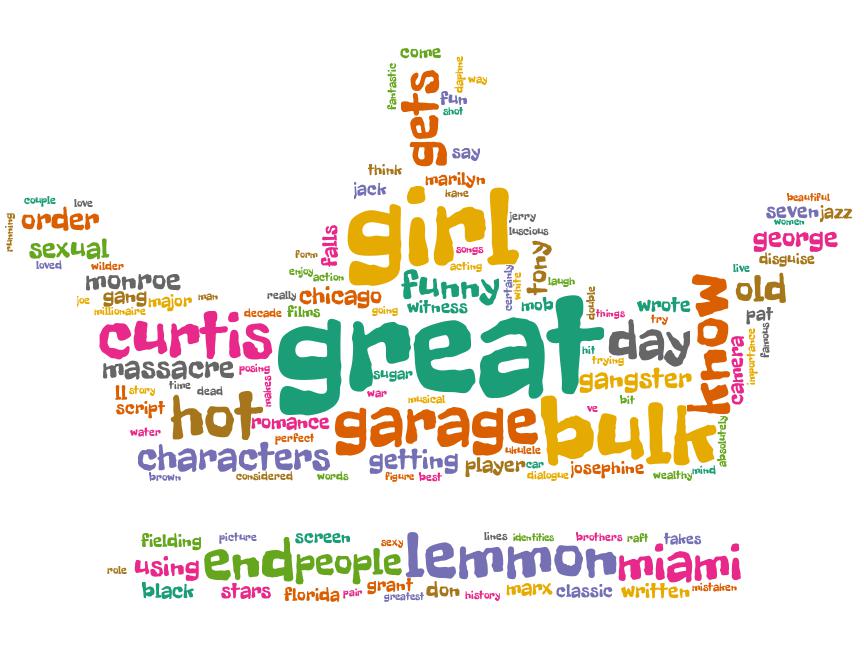 come
fantastic
daphne
way
gets
fun
shot
say
think
jack
marilyn
kane
couple
love
running
order
sexual
loved
wilder
monroe
joe
gang
major
man
millionaire
girl
jerry
luscious
falls
songs
form
enjoy
action
acting
certainly
white
tony
really
chicago
funny
laugh
decade
films
going
witness
mob
double
things
wrote
try
beautiful
seven
jazz
women
george
disguise
live
old
pat
famous
know
camera
importance
curtis
great
day
hit
trying
massacre
posing
sugar
gangster
ll
story
time
dead
makes
war
musical
bit
script
hot
romance
perfect
garage
ve
bulk
absolutely
water
ukulele
characters
getting
player
car
josephine
dialogue
wealthy
mind
brown
considered
words
figure
best
fielding
picture
screen
sexy
lines
identities
brothers
raft
takes
role
using
end
people
lemmon
miami
black
stars
florida
pair
grant
greatest
don
history
marx
classic
written
mistaken